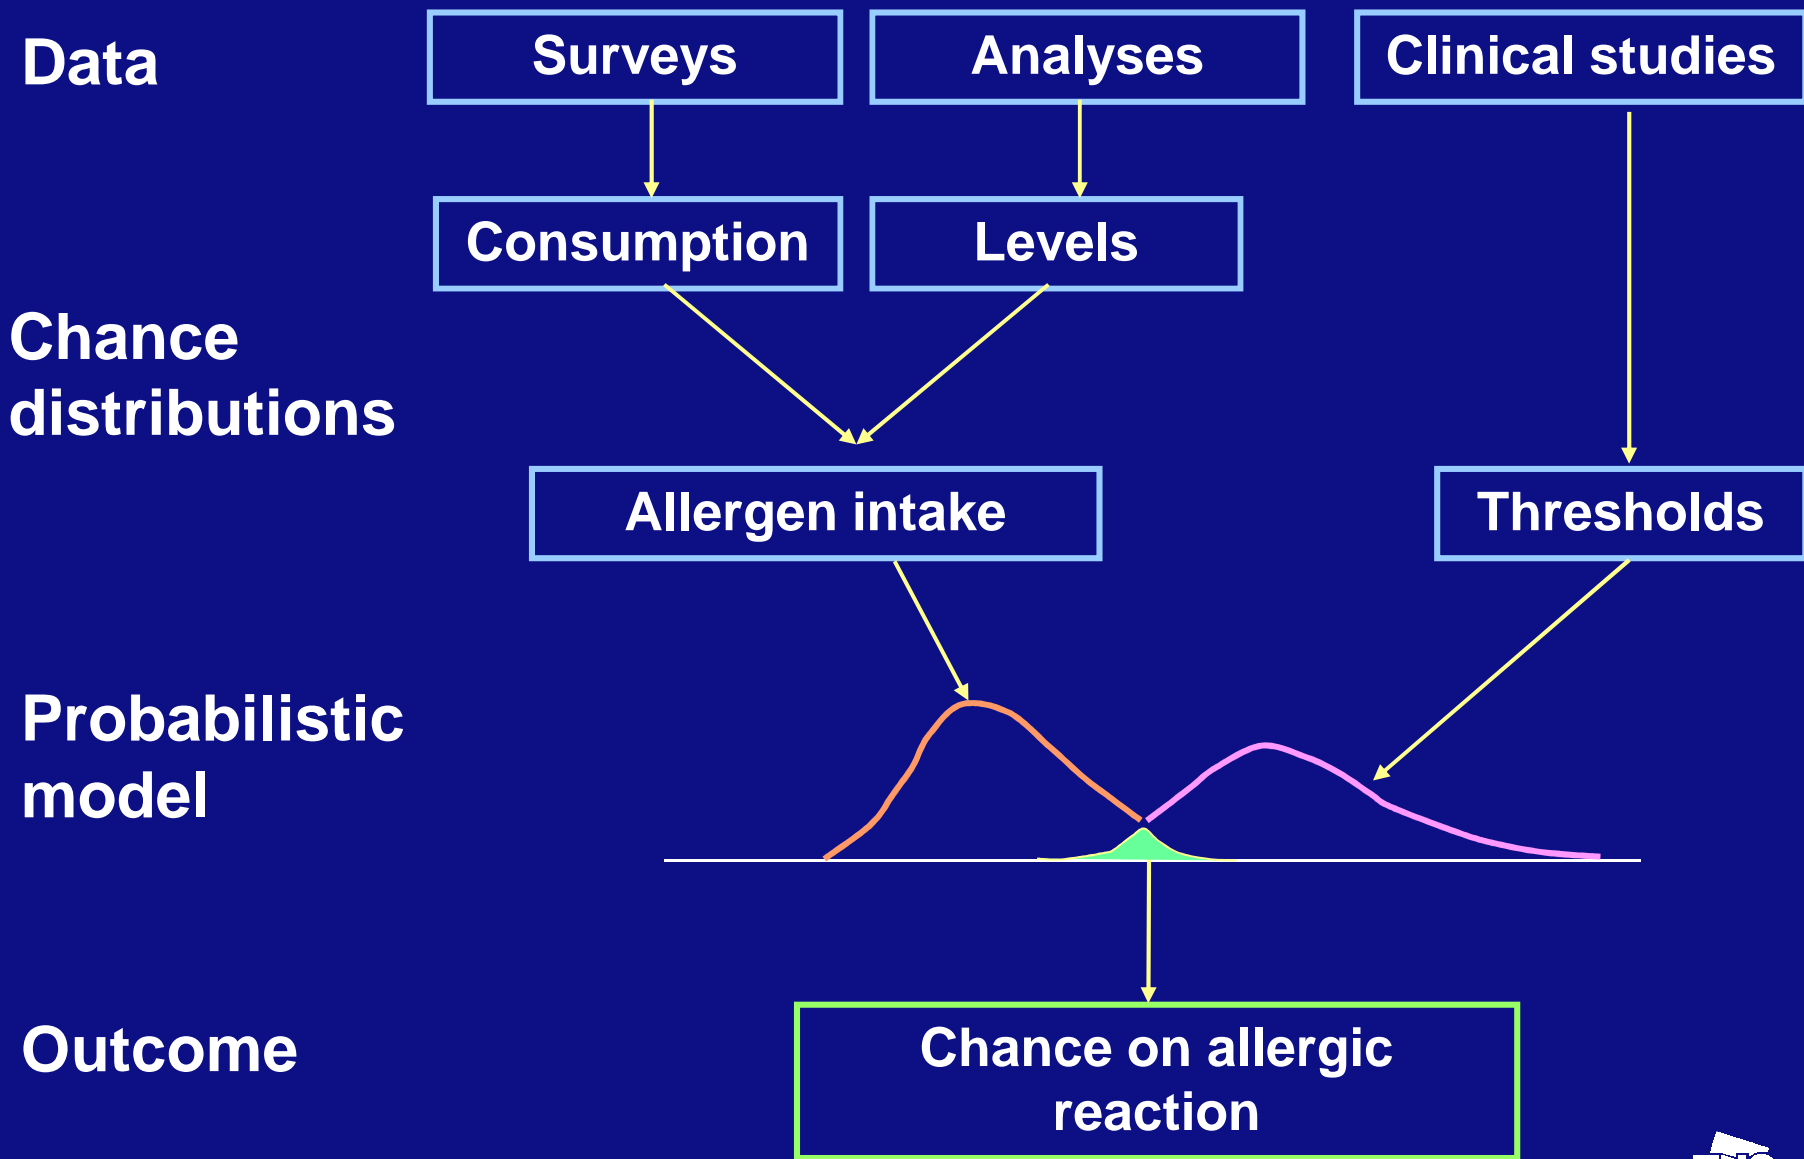 Data
Surveys
Analyses
Clinical studies
Consumption
Levels
Chance
distributions
Allergen intake
Thresholds
Probabilistic
model
Outcome
Chance on allergic
reaction